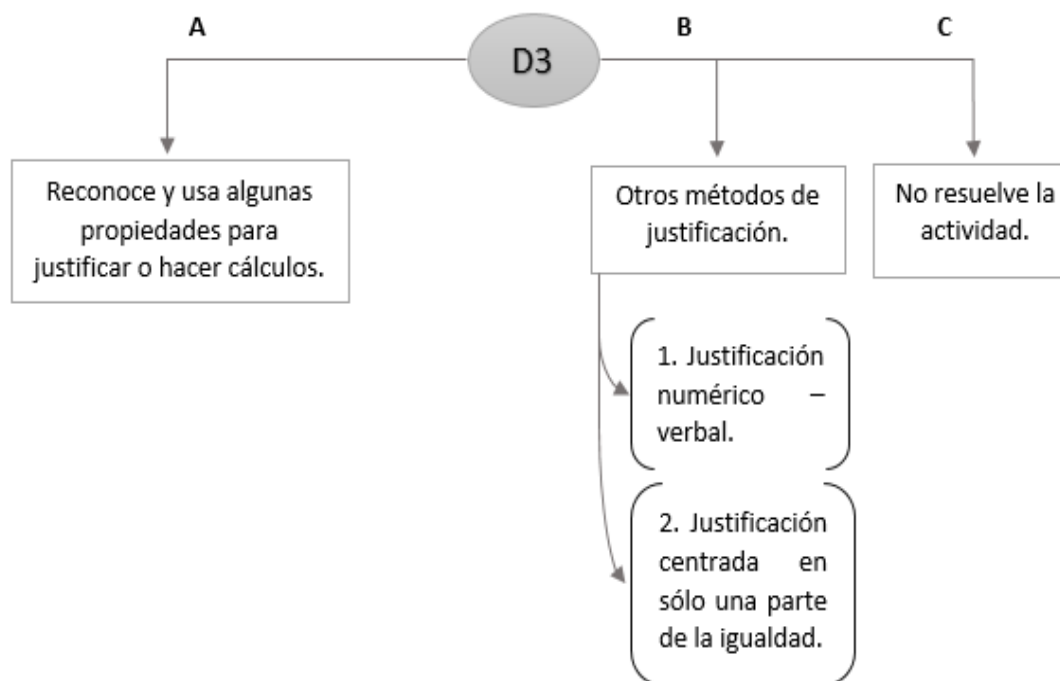 A
B
C
D3
Reconoce y usa algunas
propiedades para
justificar o hacer cálculos.
Otros métodos de
justificación.
No resuelve la
actividad.
1. Justificación
numérico –
verbal.
2. Justificación
centrada en
sólo una parte
de la igualdad.